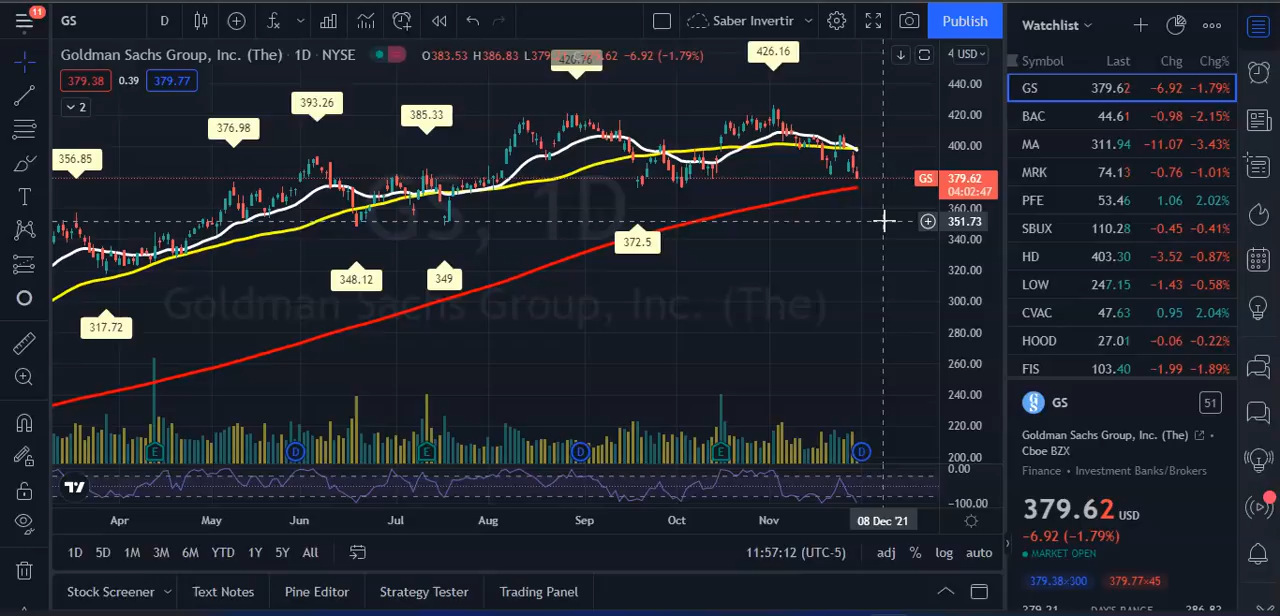 11
GS
D
Saber Invertir
Publish
Goldman Sachs Group, Inc. (The) · 1D · NYSE
O383.53 H386.83 -6.92 (-1.79%)
379.38 0.39 379.77
2
USD
440.00
420.00
400.00
360.00
340.00
320.00
300.00
280.00
260.00
240.00
220.00
200.00
0.00
-100.00
GS 379.62
04:02:47
351.73
356.85
376.98
393.26
385.33
426.76
426.16
317.72
348.12
349
372.5
GS, 1D
Goldman Sachs Group, Inc. (The)
E D E D E D
Apr May Jun Jul Aug Sep Oct Nov 08 Dec '21
1D 5D 1M 3M 6M YTD 1Y 5Y All
11:57:12 (UTC-5) adj % log auto
Stock Screener Text Notes Pine Editor Strategy Tester Trading Panel
Watchlist
Symbol Last Chg Chg%
GS 379.62 -6.92 -1.79%
BAC 44.61 -0.98 -2.15%
MA 311.94 -11.07 -3.43%
MRK 74.13 -0.76 -1.01%
PFE 53.46 1.06 2.02%
SBUX 110.28 -0.45 -0.41%
HD 403.30 -3.52 -0.87%
LOW 247.15 -1.43 -0.58%
CVAC 47.63 0.95 2.04%
HOOD 27.01 -0.06 -0.22%
FIS 103.40 -1.99 -1.89%
GS 51
Goldman Sachs Group, Inc. (The) ·
Cboe BZX
Finance · Investment Banks/Brokers
379.62 USD
-6.92 (-1.79%)
MARKET OPEN
379.38×300 379.77×45
379.21 DAY'S RANGE 386.82